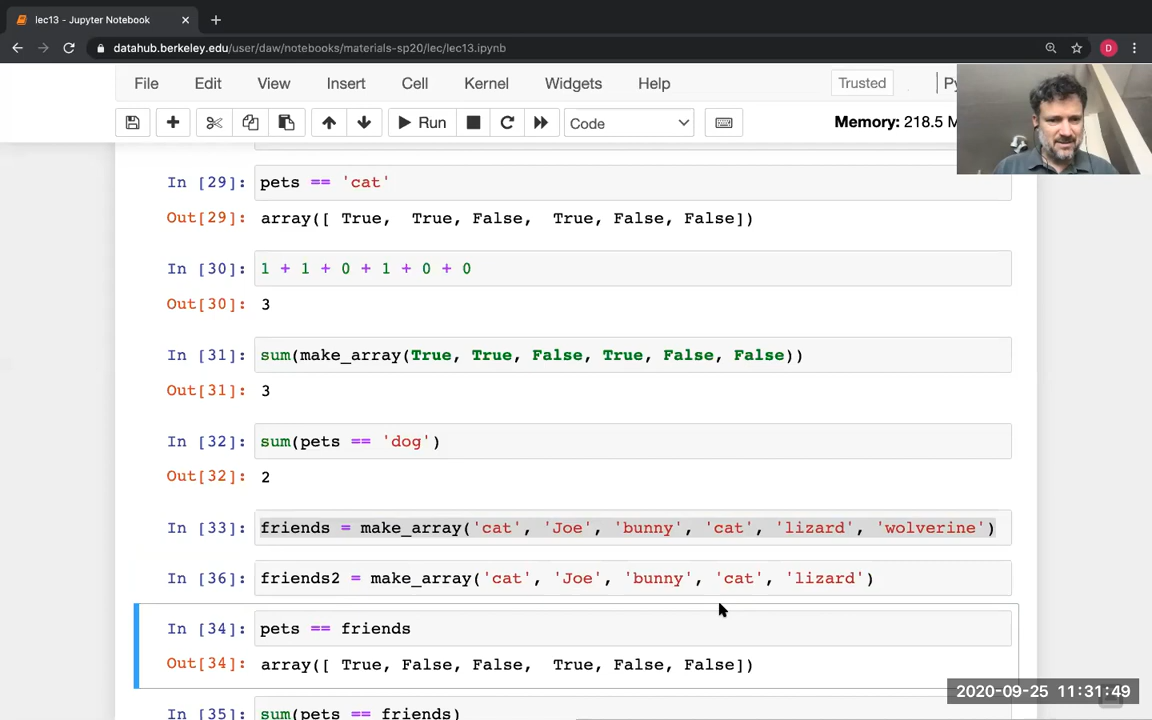 lec13 - Jupyter Notebook
datahub.berkeley.edu/user/daw/notebooks/materials-sp20/lec/lec13.ipynb
D
File Edit View Insert Cell Kernel Widgets Help Trusted Py
Run Code Memory: 218.5 M
In [29]: pets == 'cat'
Out[29]: array([ True,  True, False,  True, False, False])
In [30]: 1 + 1 + 0 + 1 + 0 + 0
Out[30]: 3
In [31]: sum(make_array(True, True, False, True, False, False))
Out[31]: 3
In [32]: sum(pets == 'dog')
Out[32]: 2
In [33]: friends = make_array('cat', 'Joe', 'bunny', 'cat', 'lizard', 'wolverine')
In [36]: friends2 = make_array('cat', 'Joe', 'bunny', 'cat', 'lizard')
In [34]: pets == friends
Out[34]: array([ True, False, False,  True, False, False])
2020-09-25 11:31:49
In [35]: sum(pets == friends)